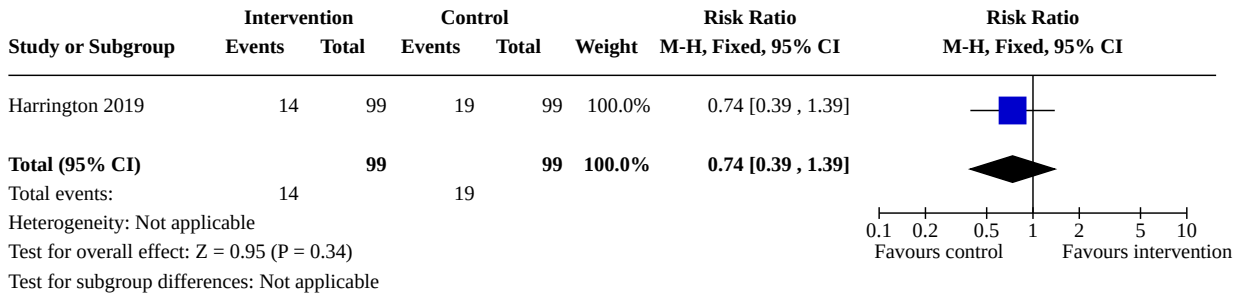 Intervention Control Risk Ratio Risk Ratio
Study or Subgroup Events Total Events Total Weight M-H, Fixed, 95% CI M-H, Fixed, 95% CI
Harrington 2019 14 99 19 99 100.0% 0.74 [0.39 , 1.39]
Total (95% CI) 99 99 100.0% 0.74 [0.39 , 1.39]
Total events: 14 19
Heterogeneity: Not applicable
0.1 0.2 0.5 1 2 5 10
Test for overall effect: Z = 0.95 (P = 0.34) Favours control Favours intervention
Test for subgroup differences: Not applicable